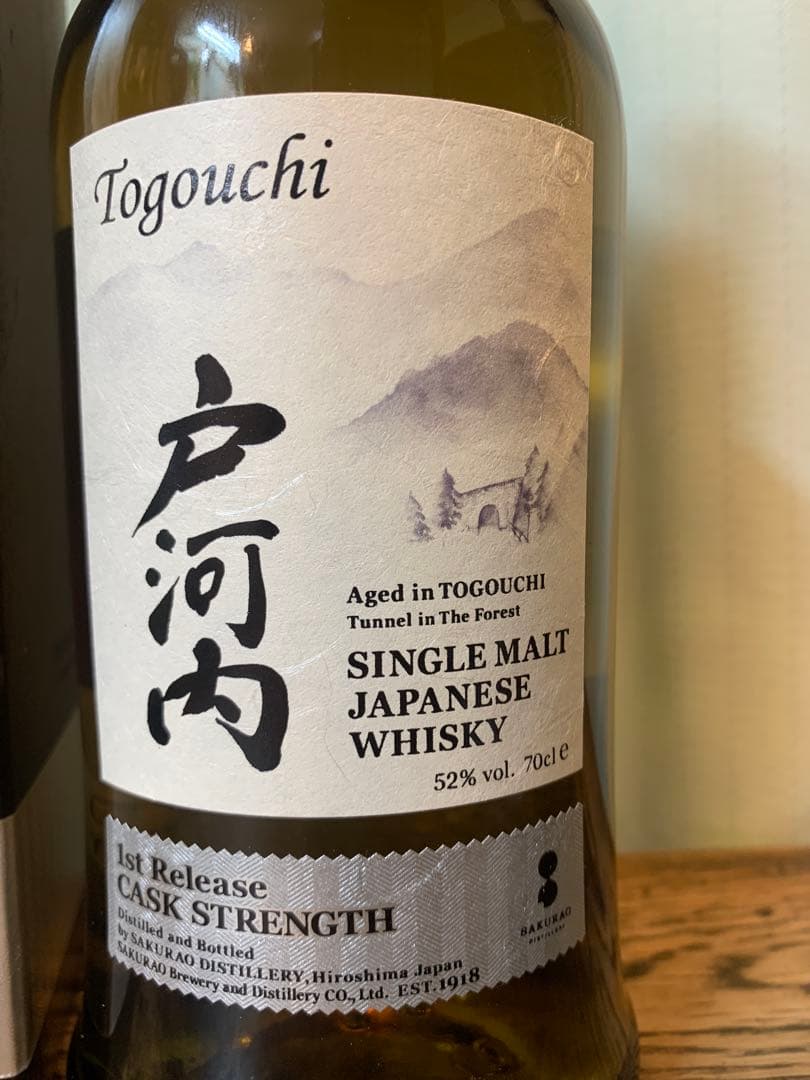 Togouchi
戸河内
Aged in TOGOUCHI
Tunnel in The Forest
SINGLE MALT
JAPANESE
WHISKY
52% vol. 70cl e
1st Release
CASK STRENGTH
Distilled and Bottled
by SAKURAO DISTILLERY, Hiroshima Japan
SAKURAO Brewery and Distillery CO., Ltd. EST. 1918
SAKURAO
DISTILLERY